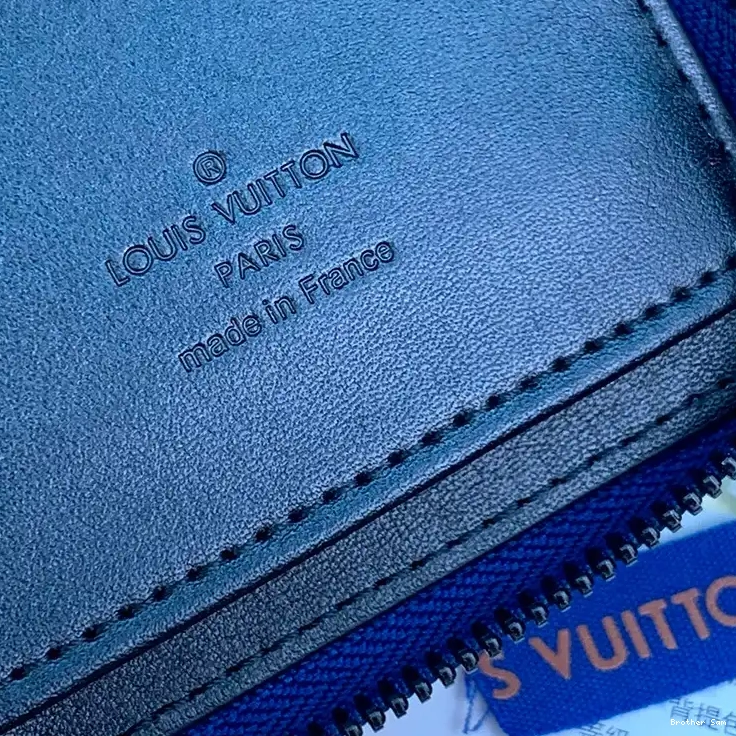 ®
LOUIS VUITTON
PARIS
made in France
S VUITTO
Brother Sam